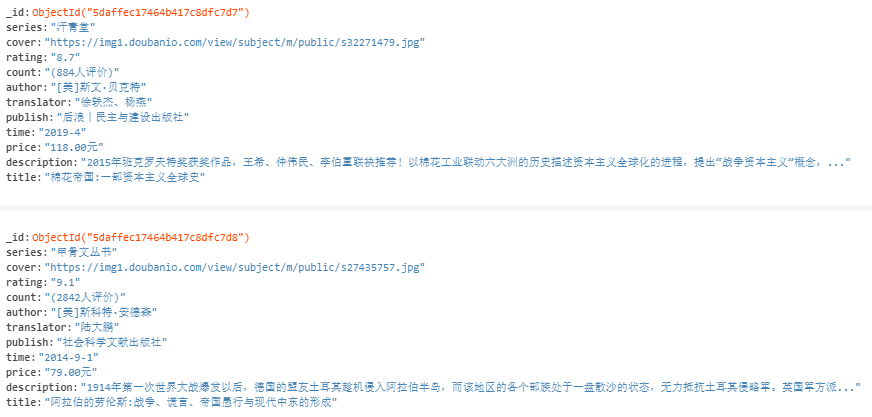 _id:ObjectId("5daffec17464b417c8dfc7d7")
series:"汗青堂"
cover:"https://img1.doubanio.com/view/subject/m/public/s32271479.jpg"
rating:"8.7"
count:"(884人评价)"
author:"[美]斯文·贝克特"
translator:"徐轶杰、杨燕"
publish:"后浪丨民主与建设出版社"
time:"2019-4"
price:"118.00元"
description:"2015年班克罗夫特奖获奖作品，王希、仲伟民、李伯重联袂推荐！以棉花工业联动六大洲的历史描述资本主义全球化的进程，提出“战争资本主义”概念，..."
title:"棉花帝国:一部资本主义全球史"
_id:ObjectId("5daffec17464b417c8dfc7d8")
series:"甲骨文丛书"
cover:"https://img1.doubanio.com/view/subject/m/public/s27435757.jpg"
rating:"9.1"
count:"(2842人评价)"
author:"[美]斯科特·安德森"
translator:"陆大鹏"
publish:"社会科学文献出版社"
time:"2014-9-1"
price:"79.00元"
description:"1914年第一次世界大战爆发以后，德国的盟友土耳其趁机侵入阿拉伯半岛，而该地区的各个部族处于一盘散沙的状态，无力抵抗土耳其侵略军。英国军方派..."
title:"阿拉伯的劳伦斯:战争、谎言、帝国愚行与现代中东的形成"